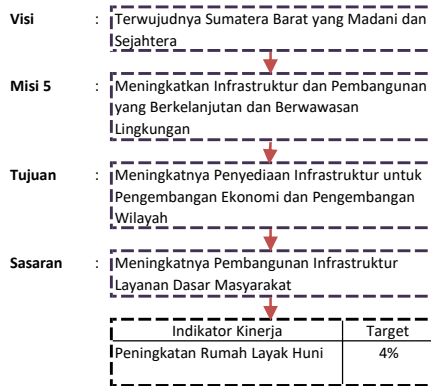 Visi : Terwujudnya Sumatera Barat yang Madani dan
Sejahtera
Misi 5 : Meningkatkan Infrastruktur dan Pembangunan
yang Berkelanjutan dan Berwawasan
Lingkungan
Tujuan : Meningkatnya Penyediaan Infrastruktur untuk
Pengembangan Ekonomi dan Pengembangan
Wilayah
Sasaran : Meningkatnya Pembangunan Infrastruktur
Layanan Dasar Masyarakat
Indikator Kinerja Target
Peningkatan Rumah Layak Huni 4%